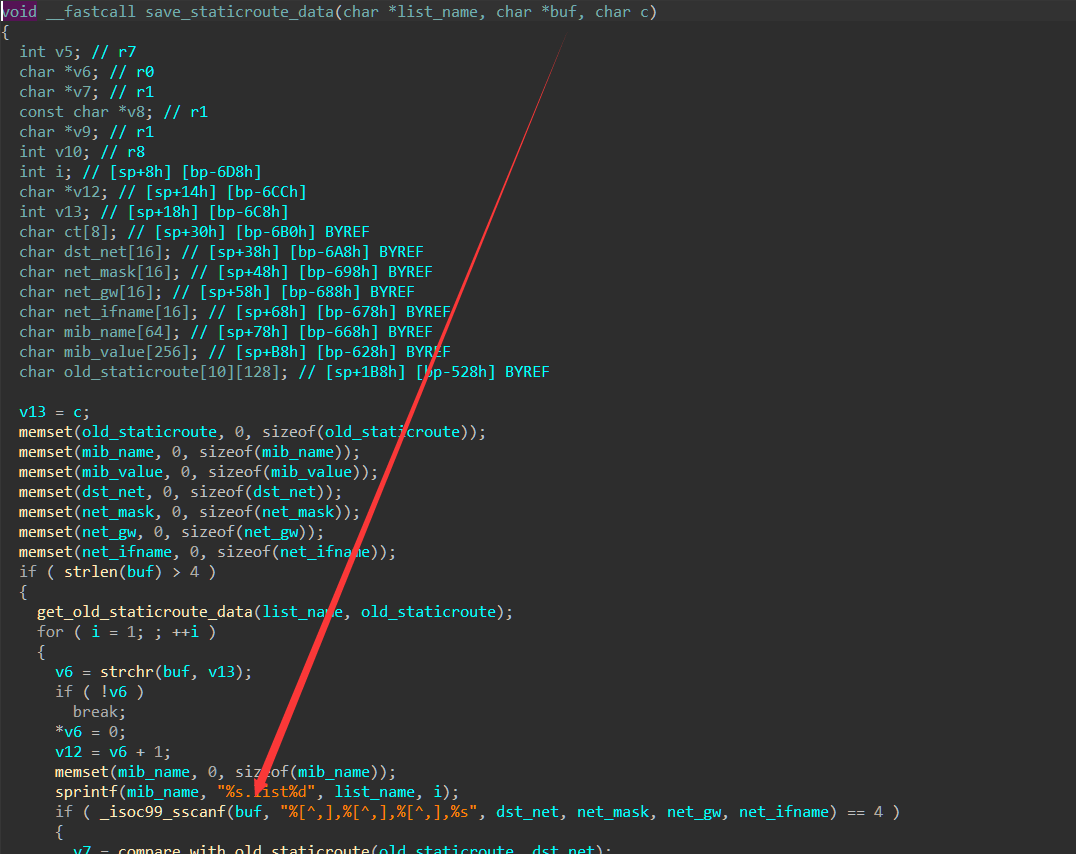 void __fastcall save_staticroute_data(char *list_name, char *buf, char c)
{
  int v5; // r7
  char *v6; // r0
  char *v7; // r1
  const char *v8; // r1
  char *v9; // r1
  int v10; // r8
  int i; // [sp+8h] [bp-6D8h]
  char *v12; // [sp+14h] [bp-6CCh]
  int v13; // [sp+18h] [bp-6C8h]
  char ct[8]; // [sp+30h] [bp-6B0h] BYREF
  char dst_net[16]; // [sp+38h] [bp-6A8h] BYREF
  char net_mask[16]; // [sp+48h] [bp-698h] BYREF
  char net_gw[16]; // [sp+58h] [bp-688h] BYREF
  char net_ifname[16]; // [sp+68h] [bp-678h] BYREF
  char mib_name[64]; // [sp+78h] [bp-668h] BYREF
  char mib_value[256]; // [sp+B8h] [bp-628h] BYREF
  char old_staticroute[10][128]; // [sp+1B8h] [bp-528h] BYREF

  v13 = c;
  memset(old_staticroute, 0, sizeof(old_staticroute));
  memset(mib_name, 0, sizeof(mib_name));
  memset(mib_value, 0, sizeof(mib_value));
  memset(dst_net, 0, sizeof(dst_net));
  memset(net_mask, 0, sizeof(net_mask));
  memset(net_gw, 0, sizeof(net_gw));
  memset(net_ifname, 0, sizeof(net_ifname));
  if ( strlen(buf) > 4 )
  {
    get_old_staticroute_data(list_name, old_staticroute);
    for ( i = 1; ; ++i )
    {
      v6 = strchr(buf, v13);
      if ( !v6 )
        break;
      *v6 = 0;
      v12 = v6 + 1;
      memset(mib_name, 0, sizeof(mib_name));
      sprintf(mib_name, "%s.list%d", list_name, i);
      if ( _isoc99_sscanf(buf, "%[^,],%[^,],%[^,],%s", dst_net, net_mask, net_gw, net_ifname) == 4 )
      {
        v7 = compare_with_old_staticroute(old_staticroute, dst_net);